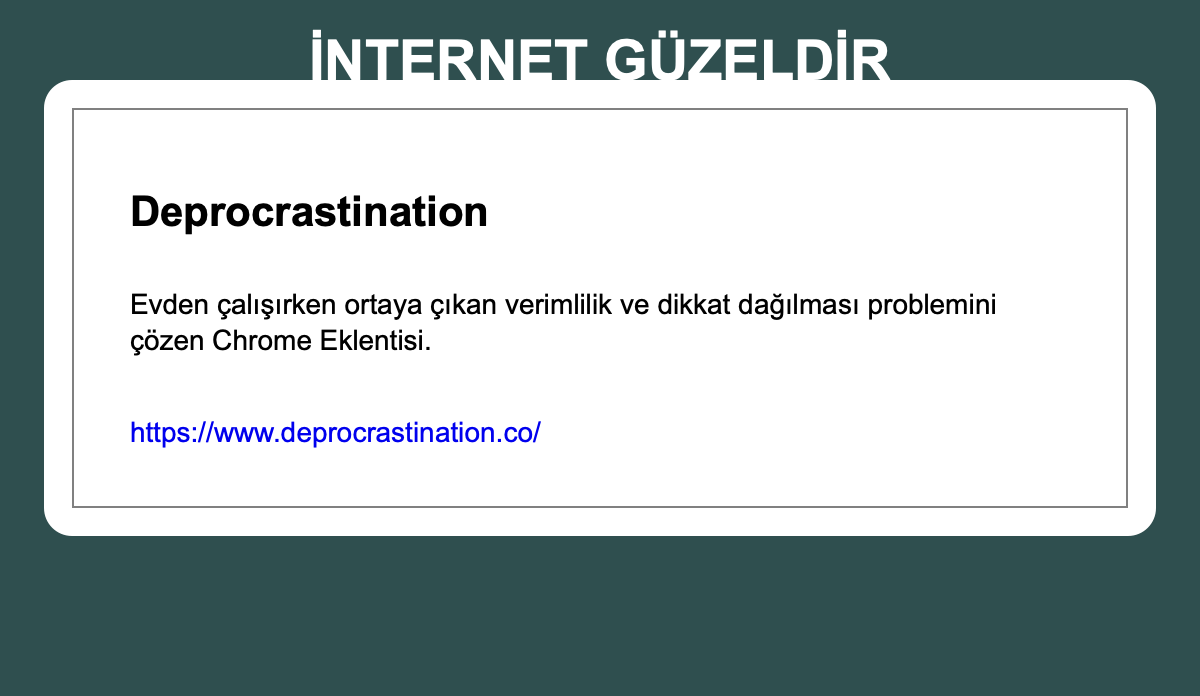 İNTERNET GÜZELDİR
Deprocrastination
Evden çalışırken ortaya çıkan verimlilik ve dikkat dağılması problemini
çözen Chrome Eklentisi.
https://www.deprocrastination.co/